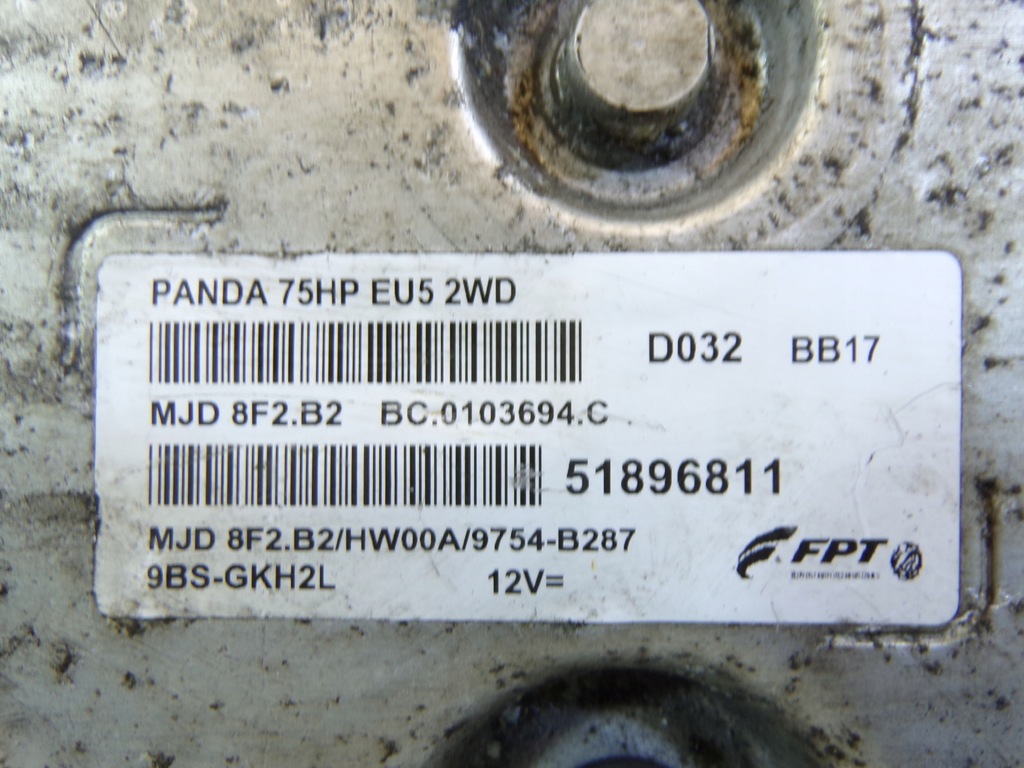 PANDA 75HP EU5 2WD
D032 BB17
MJD 8F2.B2 BC.0103694.C
51896811
MJD 8F2.B2/HW00A/9754-B287
9BS-GKH2L 12V=
FPT